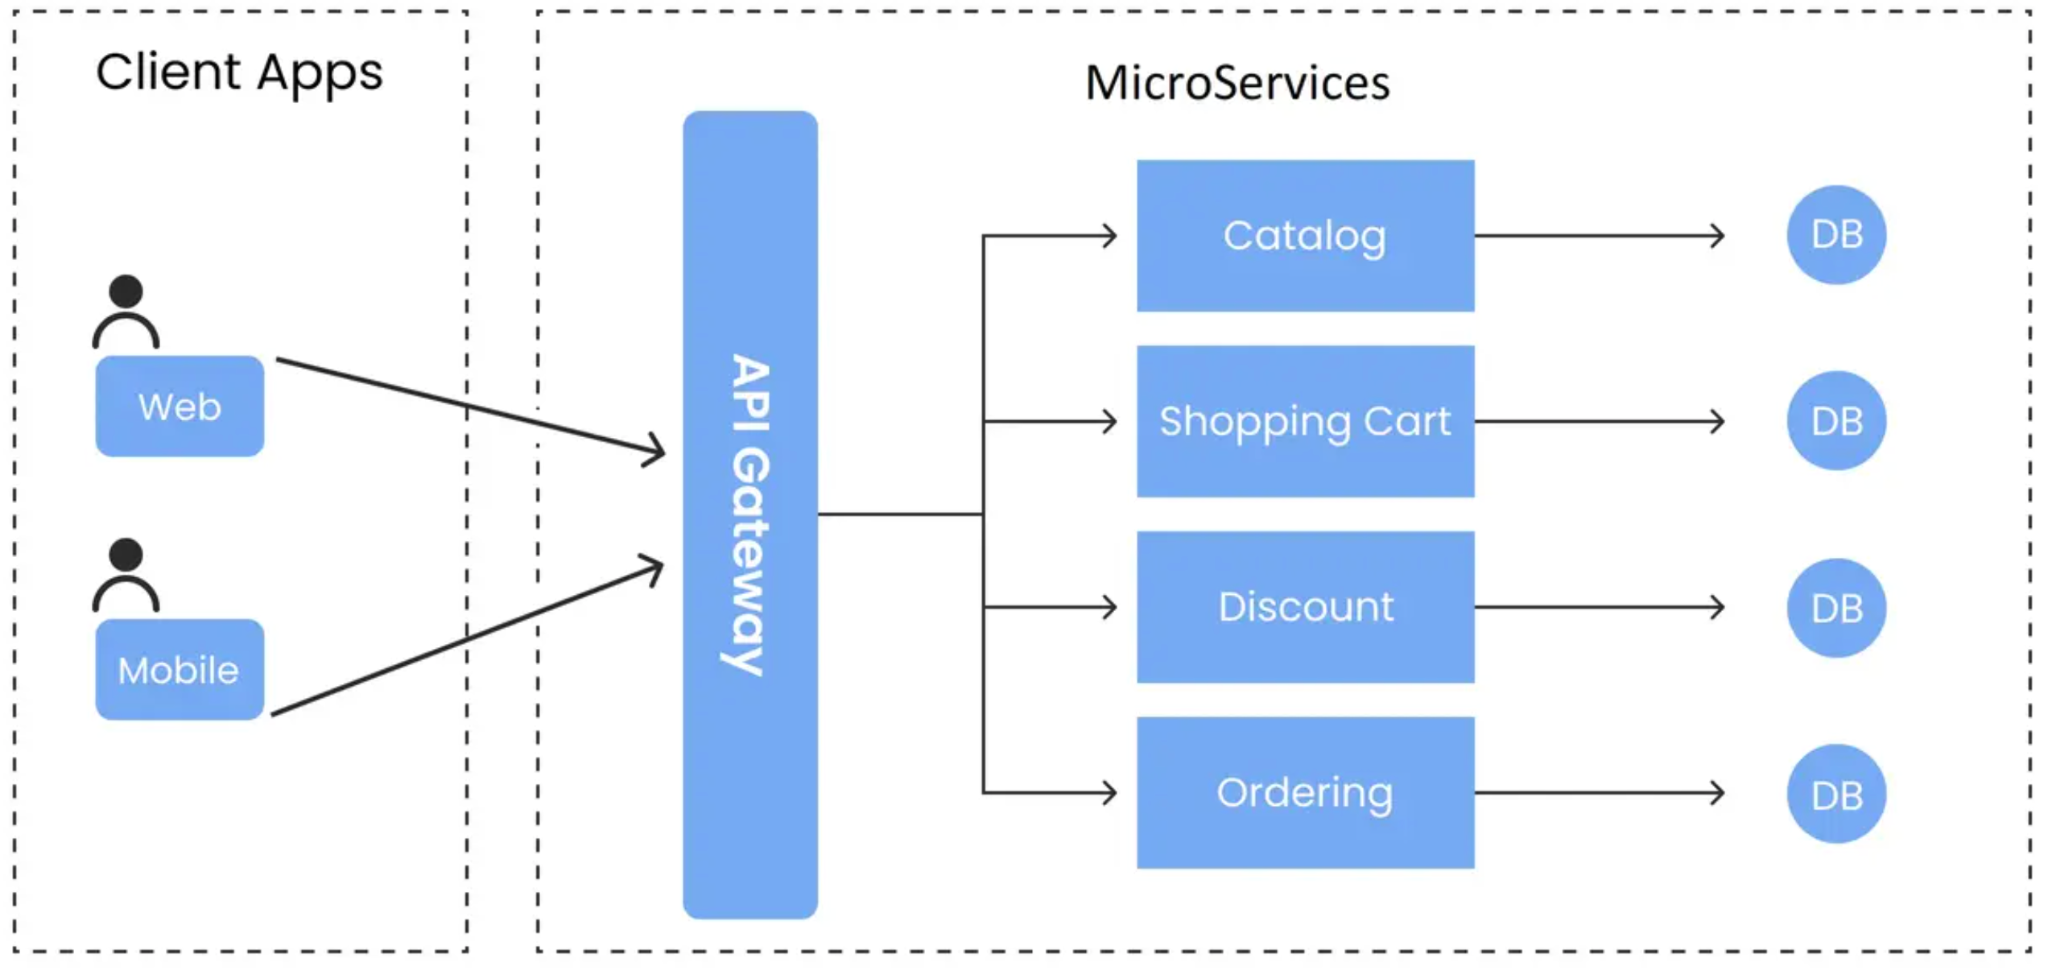 Client Apps
Web
Mobile
API Gateway
MicroServices
Catalog
DB
Shopping Cart
DB
Discount
DB
Ordering
DB